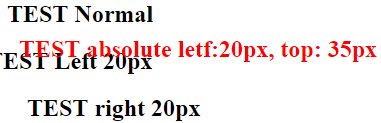 TEST Normal
TEST absolute letf:20px, top: 35px
TEST Left 20px
TEST right 20px